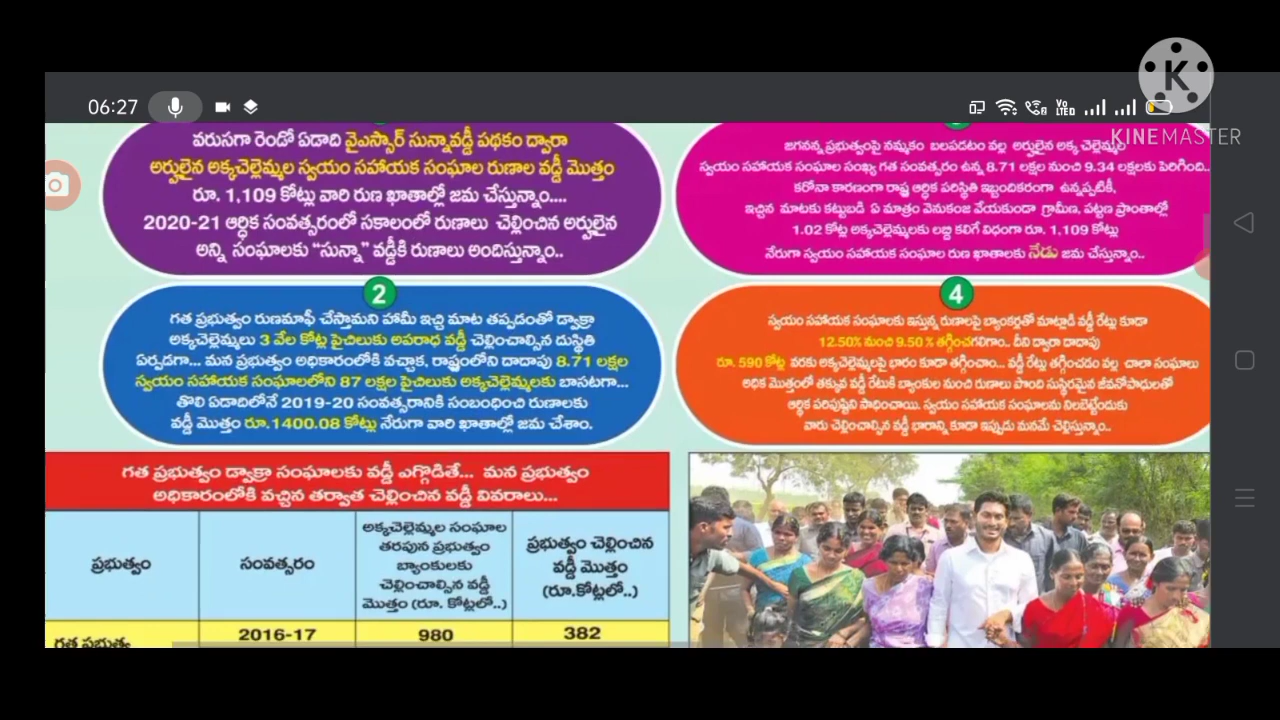 06:27
KINEMASTER
వరుసగా రెండో ఏడాది వైఎస్సార్ సున్నావడ్డీ పథకం ద్వారా
అర్హులైన అక్కచెల్లెమ్మల స్వయం సహాయక సంఘాల రుణాల వడ్డీ మొత్తం
రూ. 1,109 కోట్లు వారి రుణ ఖాతాల్లో జమ చేస్తున్నాం....
2020-21 ఆర్థిక సంవత్సరంలో సకాలంలో రుణాలు చెల్లించిన అర్హులైన
అన్ని సంఘాలకు “సున్నా” వడ్డీకి రుణాలు అందిస్తున్నాం..
జగనన్న ప్రభుత్వంపై నమ్మకం బలపడటం వల్ల అర్హులైన అక్క చెల్లెమ్మల
స్వయం సహాయక సంఘాల సంఖ్య గత సంవత్సరం ఉన్న 8.71 లక్షల నుంచి 9.34 లక్షలకు పెరిగింది..
కరోనా కారణంగా రాష్ట్ర ఆర్థిక పరిస్థితి ఇబ్బందికరంగా ఉన్నప్పటికీ,
ఇచ్చిన మాటకు కట్టుబడి ఏ మాత్రం వెనుకంజ వేయకుండా గ్రామీణ, పట్టణ ప్రాంతాల్లో
1.02 కోట్ల అక్కచెల్లెమ్మలకు లబ్ధి కలిగే విధంగా రూ. 1,109 కోట్లు
నేరుగా స్వయం సహాయక సంఘాల రుణ ఖాతాలకు నేడు జమ చేస్తున్నాం..
2
గత ప్రభుత్వం రుణమాఫీ చేస్తామని హామీ ఇచ్చి మాట తప్పడంతో డ్వాక్రా
అక్కచెల్లెమ్మలు 3 వేల కోట్ల పైచిలుకు అపరాధ వడ్డీ చెల్లించాల్సిన దుస్థితి
ఏర్పడగా... మన ప్రభుత్వం అధికారంలోకి వచ్చాక, రాష్ట్రంలోని దాదాపు 8.71 లక్షల
స్వయం సహాయక సంఘాలలోని 87 లక్షల పైచిలుకు అక్కచెల్లెమ్మలకు బాసటగా...
తొలి ఏడాదిలోనే 2019-20 సంవత్సరానికి సంబంధించి రుణాలకు
వడ్డీ మొత్తం రూ.1400.08 కోట్లు నేరుగా వారి ఖాతాల్లో జమ చేశాం.
4
స్వయం సహాయక సంఘాలకు ఇస్తున్న రుణాలపై బ్యాంకర్లతో మాట్లాడి వడ్డీ రేట్లు కూడా
12.50% నుంచి 9.50 % తగ్గించగలిగాం.. దీని ద్వారా దాదాపు
రూ. 590 కోట్ల వరకు అక్కచెల్లెమ్మలపై భారం కూడా తగ్గించాం... వడ్డీ రేట్లు తగ్గించడం వల్ల చాలా సంఘాలు
అధిక మొత్తంలో తక్కువ వడ్డీ రేటుకి బ్యాంకుల నుంచి రుణాలు పొంది సుస్థిరమైన జీవనోపాధులతో
ఆర్థిక పరిపుష్టిని సాధించాయి. స్వయం సహాయక సంఘాలను నిలబెట్టేందుకు
వారు చెల్లించాల్సిన వడ్డీ భారాన్ని కూడా ఇప్పుడు మనమే చెల్లిస్తున్నాం..
గత ప్రభుత్వం డ్వాక్రా సంఘాలకు వడ్డీ ఎగ్గొడితే... మన ప్రభుత్వం
అధికారంలోకి వచ్చిన తర్వాత చెల్లించిన వడ్డీ వివరాలు...
ప్రభుత్వం
సంవత్సరం
అక్కచెల్లెమ్మల సంఘాల
తరపున ప్రభుత్వం
బ్యాంకులకు
చెల్లించాల్సిన వడ్డీ
మొత్తం (రూ. కోట్లలో..)
ప్రభుత్వం చెల్లించిన
వడ్డీ మొత్తం
(రూ.కోట్లలో..)
గత ప్రభుత్వ
2016-17
980
382